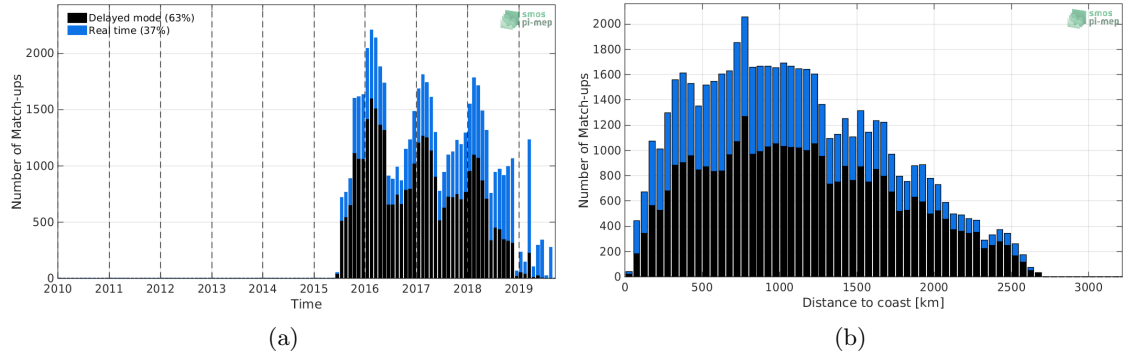 Delayed mode (63%)
Real time (37%)
smos
pi-mep
Number of Match-ups
2000
1500
1000
500
0
2010 2011 2012 2013 2014 2015 2016 2017 2018 2019
Time
(a)
smos
pi-mep
Number of Match-ups
2000
1800
1600
1400
1200
1000
800
600
400
200
0
0 500 1000 1500 2000 2500 3000
Distance to coast [km]
(b)